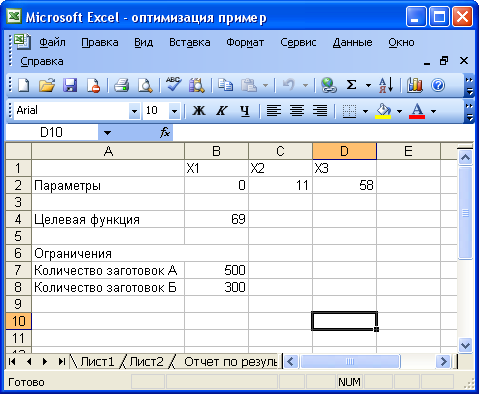 Microsoft Excel - оптимизация пример
Файл Правка Вид Вставка Формат Сервис Данные Окно
Справка
Arial 10 Ж К Ч
D10 fx
A B C D E
1 X1 X2 X3
2 Параметры 0 11 58
3
4 Целевая функция 69
5
6 Ограничения
7 Количество заготовок А 500
8 Количество заготовок Б 300
9
10
11
Лист1 Лист2 Отчет по резуль
Готово NUM